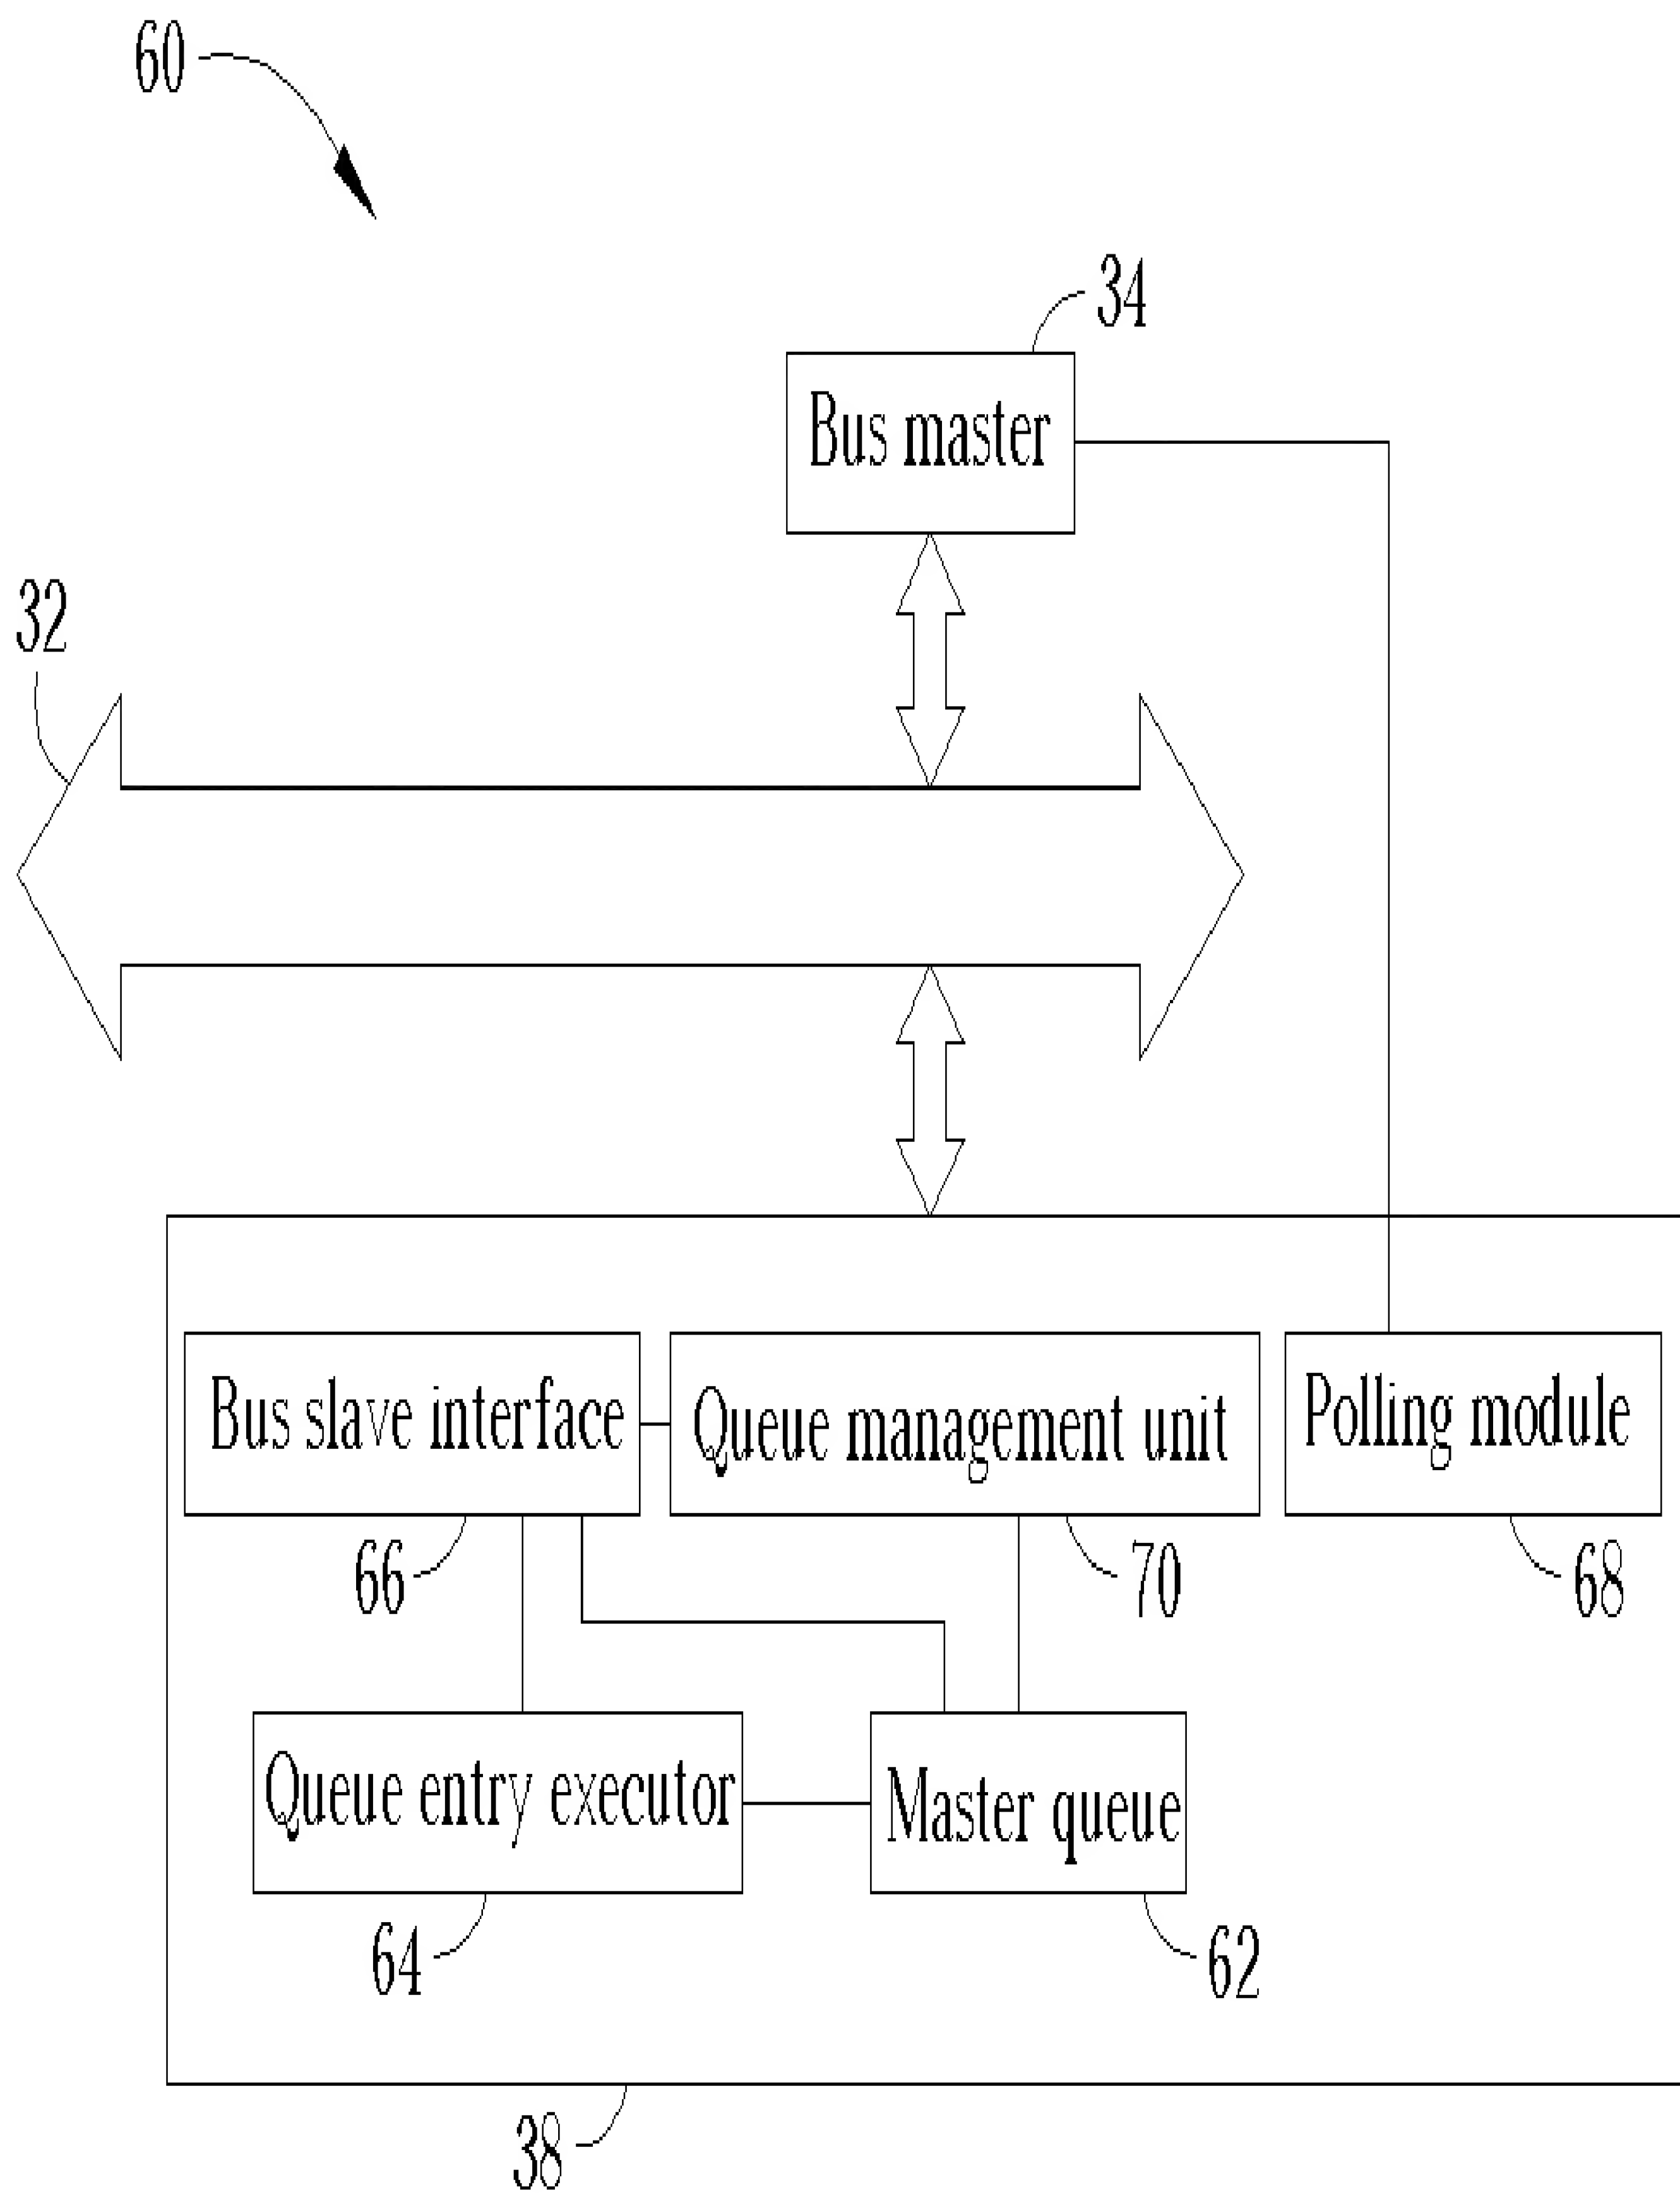 60
34
Bus master
32
Bus slave interface
Queue management unit
Polling module
66
70
68
Queue entry executor
Master queue
64
62
38